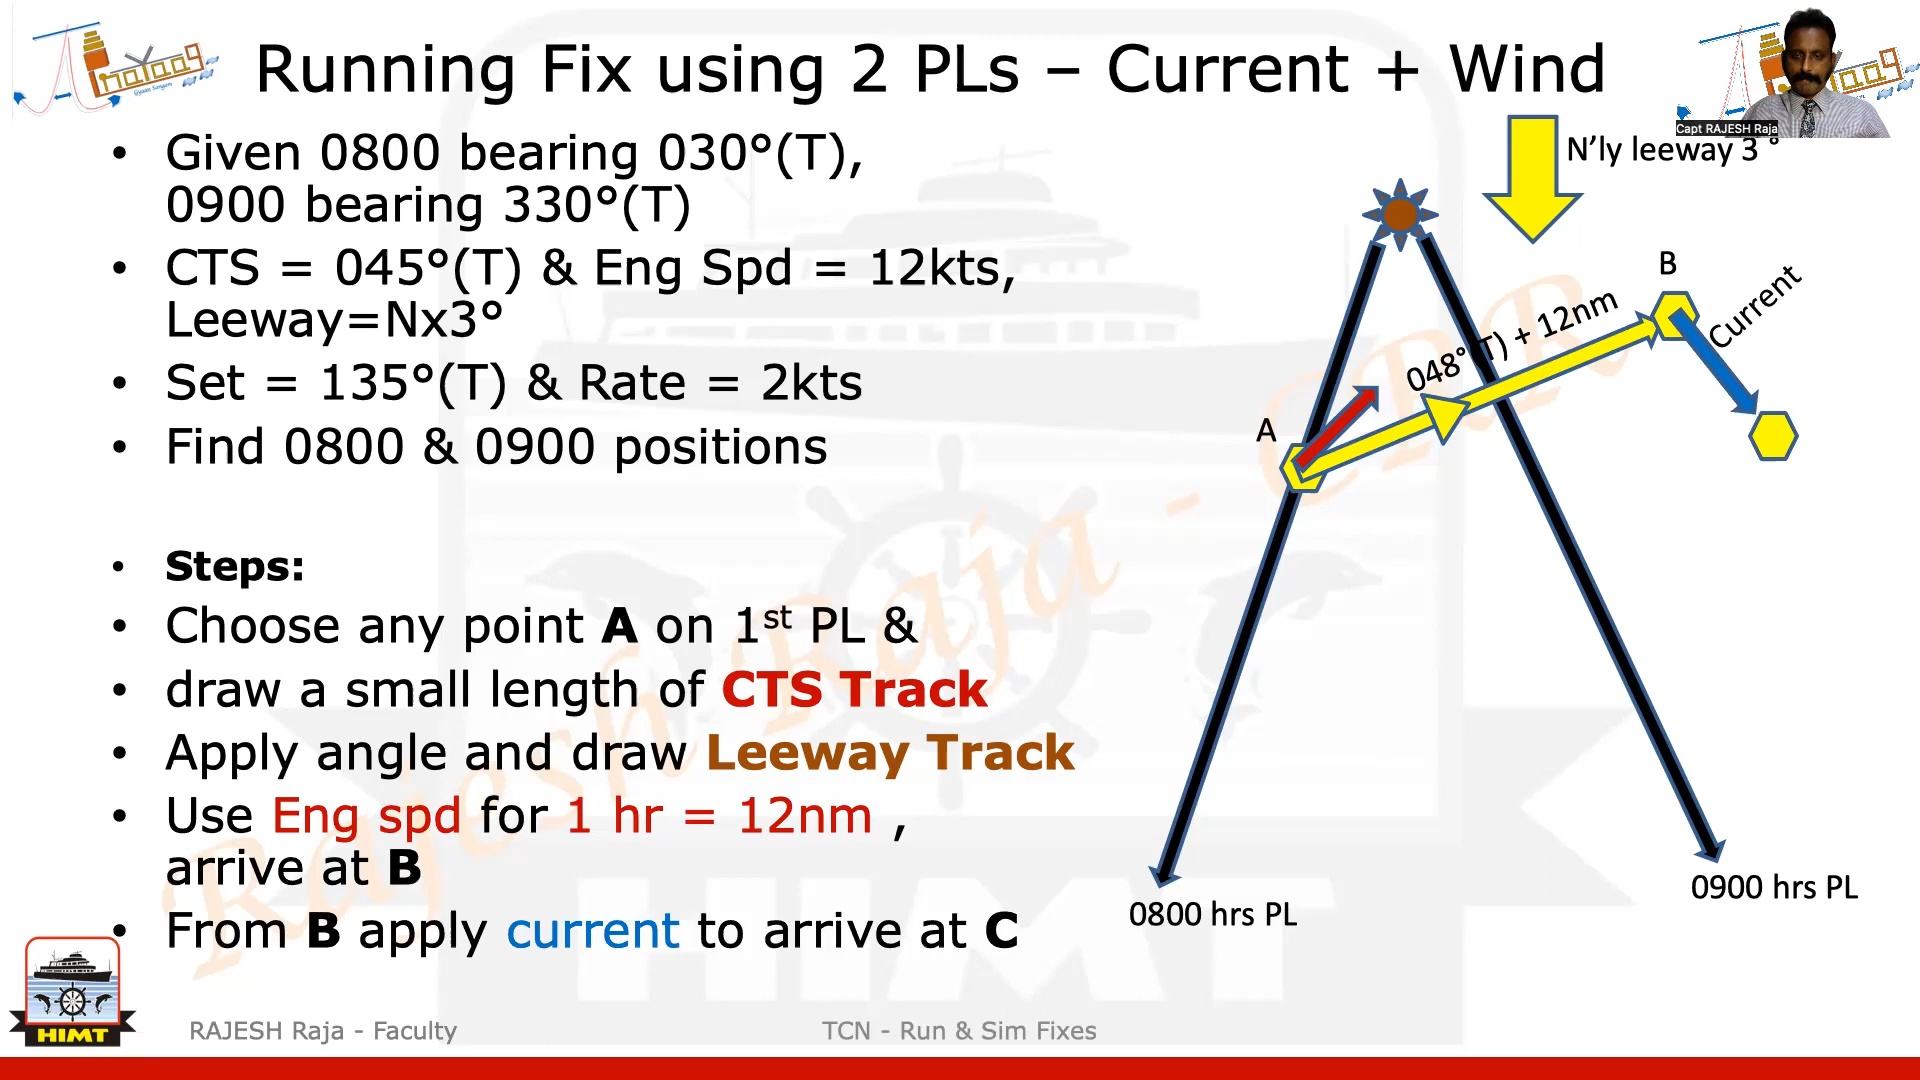 Running Fix using 2 PLs – Current + Wind
Capt RAJESH Raja
• Given 0800 bearing 030°(T),
0900 bearing 330°(T)
• CTS = 045°(T) & Eng Spd = 12kts,
Leeway=Nx3°
• Set = 135°(T) & Rate = 2kts
• Find 0800 & 0900 positions
• Steps:
• Choose any point A on 1st PL &
• draw a small length of CTS Track
• Apply angle and draw Leeway Track
• Use Eng spd for 1 hr = 12nm ,
arrive at B
• From B apply current to arrive at C
N'ly leeway 3 °
B
Current
048°(T) + 12nm
A
0800 hrs PL
0900 hrs PL
Rajesh Raja - CPR
HIMT
HIMT
RAJESH Raja - Faculty
TCN - Run & Sim Fixes